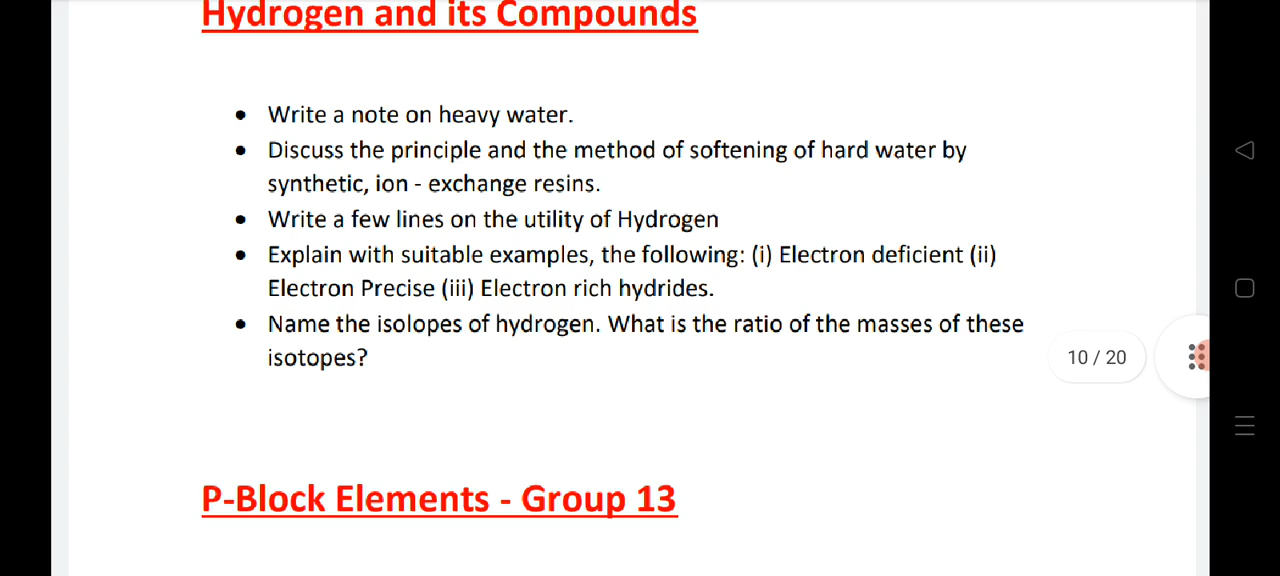 Hydrogen and its Compounds
• Write a note on heavy water.
• Discuss the principle and the method of softening of hard water by
synthetic, ion - exchange resins.
• Write a few lines on the utility of Hydrogen
• Explain with suitable examples, the following: (i) Electron deficient (ii)
Electron Precise (iii) Electron rich hydrides.
• Name the isolopes of hydrogen. What is the ratio of the masses of these
isotopes?
10 / 20
P-Block Elements - Group 13